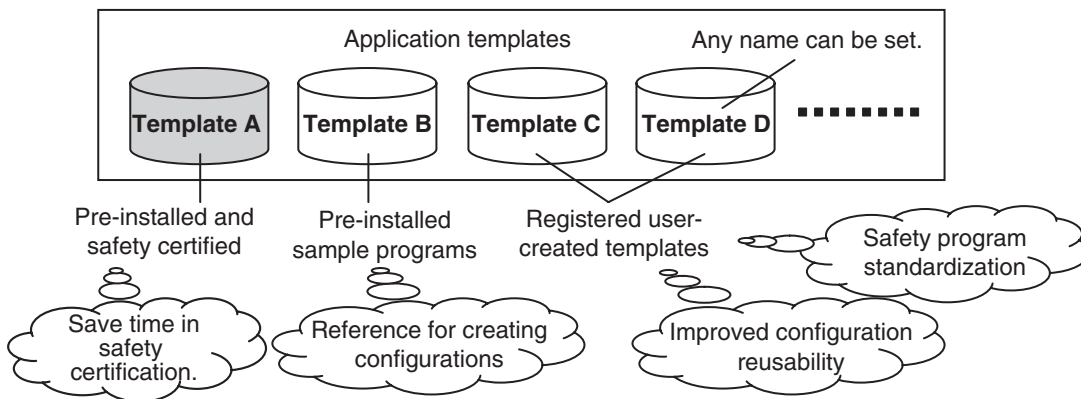 Application templates
Any name can be set.
Template A
Template B
Template C
Template D
Pre-installed and
safety certified
Pre-installed
sample programs
Registered user-
created templates
Safety program
standardization
Save time in
safety
certification.
Reference for creating
configurations
Improved configuration
reusability